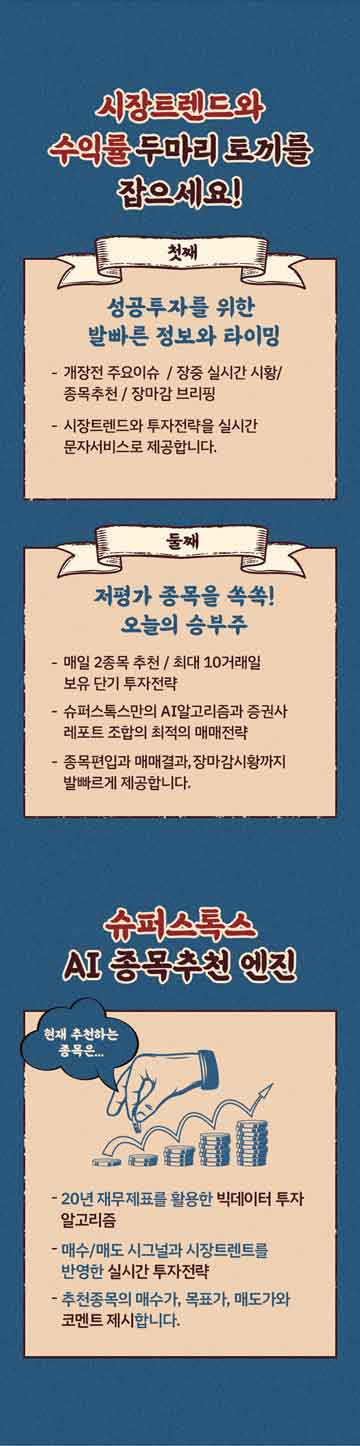 시장트렌드와
수익률 두마리 토끼를
잡으세요!
첫째
성공투자를 위한
발빠른 정보와 타이밍
- 개장전 주요이슈 / 장중 실시간 시황/
종목추천 / 장마감 브리핑
- 시장트렌드와 투자전략을 실시간
문자서비스로 제공합니다.
둘째
저평가 종목을 쏙쏙!
오늘의 승부주
- 매일 2종목 추천 / 최대 10거래일
보유 단기 투자전략
- 슈퍼스톡스만의 AI알고리즘과 증권사
레포트 조합의 최적의 매매전략
- 종목편입과 매매결과,장마감시황까지
발빠르게 제공합니다.
슈퍼스톡스
AI 종목추천 엔진
현재 추천하는
종목은...
- 20년 재무제표를 활용한 빅데이터 투자
알고리즘
- 매수/매도 시그널과 시장트렌트를
반영한 실시간 투자전략
- 추천종목의 매수가, 목표가, 매도가와
코멘트 제시합니다.